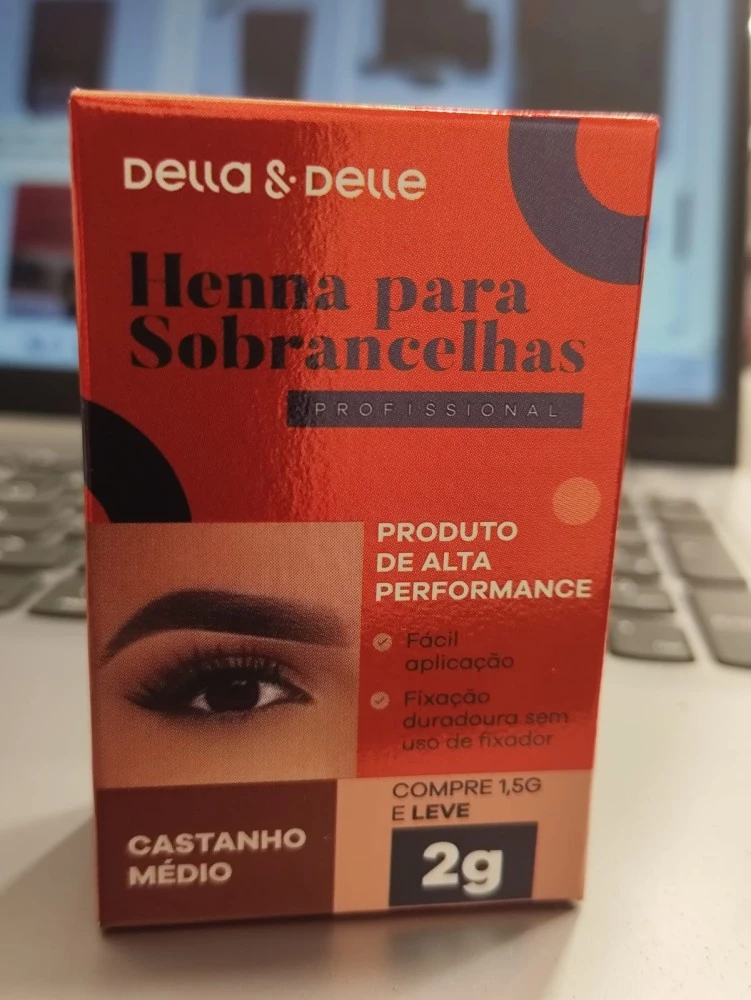 Della & Delle
Henna para
Sobrancelhas
PROFISSIONAL
PRODUTO
DE ALTA
PERFORMANCE
Fácil
aplicação
Fixação
duradoura sem
uso de fixador
CASTANHO
MÉDIO
COMPRE 1,5G
E LEVE
2g